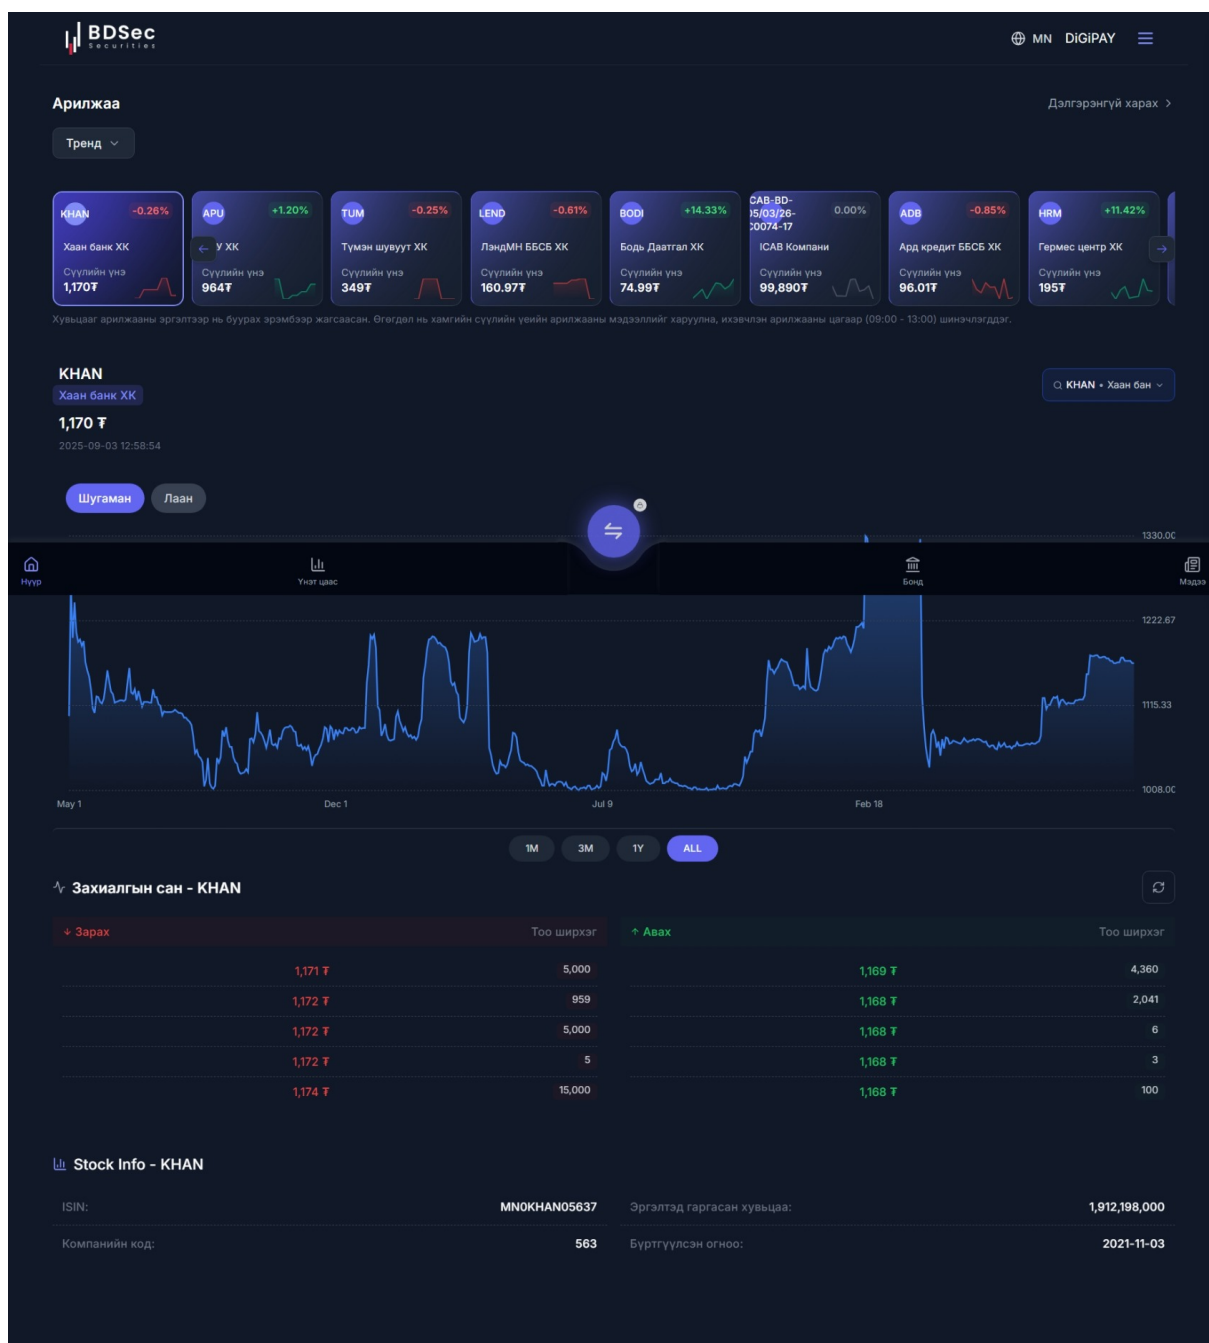 BDSec
Securities
MN DiGiPAY
Арилжаа
Дэлгэрэнгүй харах
Тренд
KHAN -0.26%
Хаан банк ХК
Сүүлийн үнэ
1,170₮
APU +1.20%
У ХК
Сүүлийн үнэ
964₮
TUM -0.25%
Түмэн шувуут ХК
Сүүлийн үнэ
349₮
LEND -0.61%
ЛэндМН ББСБ ХК
Сүүлийн үнэ
160.97₮
BODI +14.33%
Бодь Даатгал ХК
Сүүлийн үнэ
74.99₮
CAB-BD-
05/03/26-
C0074-17
0.00%
ICAB Компани
Сүүлийн үнэ
99,890₮
ADB -0.85%
Ард кредит ББСБ ХК
Сүүлийн үнэ
96.01₮
HRM +11.42%
Гермес центр ХК
Сүүлийн үнэ
195₮
Хувьцааг арилжааны эргэлтээр нь буурах эрэмбээр жагсаасан. Өгөгдөл нь хамгийн сүүлийн үеийн арилжааны мэдээллийг харуулна, ихэвчлэн арилжааны цагаар (09:00 - 13:00) шинэчлэгддэг.
KHAN
Хаан банк ХК
KHAN • Хаан бан
1,170 ₮
2025-09-03 12:58:54
Шугаман
Лаан
1330.00
Нүүр
Үнэт цаас
Бонд
Мэдээ
1222.67
1115.33
1008.00
May 1
Dec 1
Jul 9
Feb 18
1M
3M
1Y
ALL
Захиалгын сан - KHAN
Зарах Тоо ширхэг
Авах Тоо ширхэг
1,171 ₮ 5,000
1,169 ₮ 4,360
1,172 ₮ 959
1,168 ₮ 2,041
1,172 ₮ 5,000
1,168 ₮ 6
1,172 ₮ 5
1,168 ₮ 3
1,174 ₮ 15,000
1,168 ₮ 100
Stock Info - KHAN
ISIN: MN0KHAN05637
Эргэлтэд гаргасан хувьцаа: 1,912,198,000
Компанийн код: 563
Бүртгүүлсэн огноо: 2021-11-03